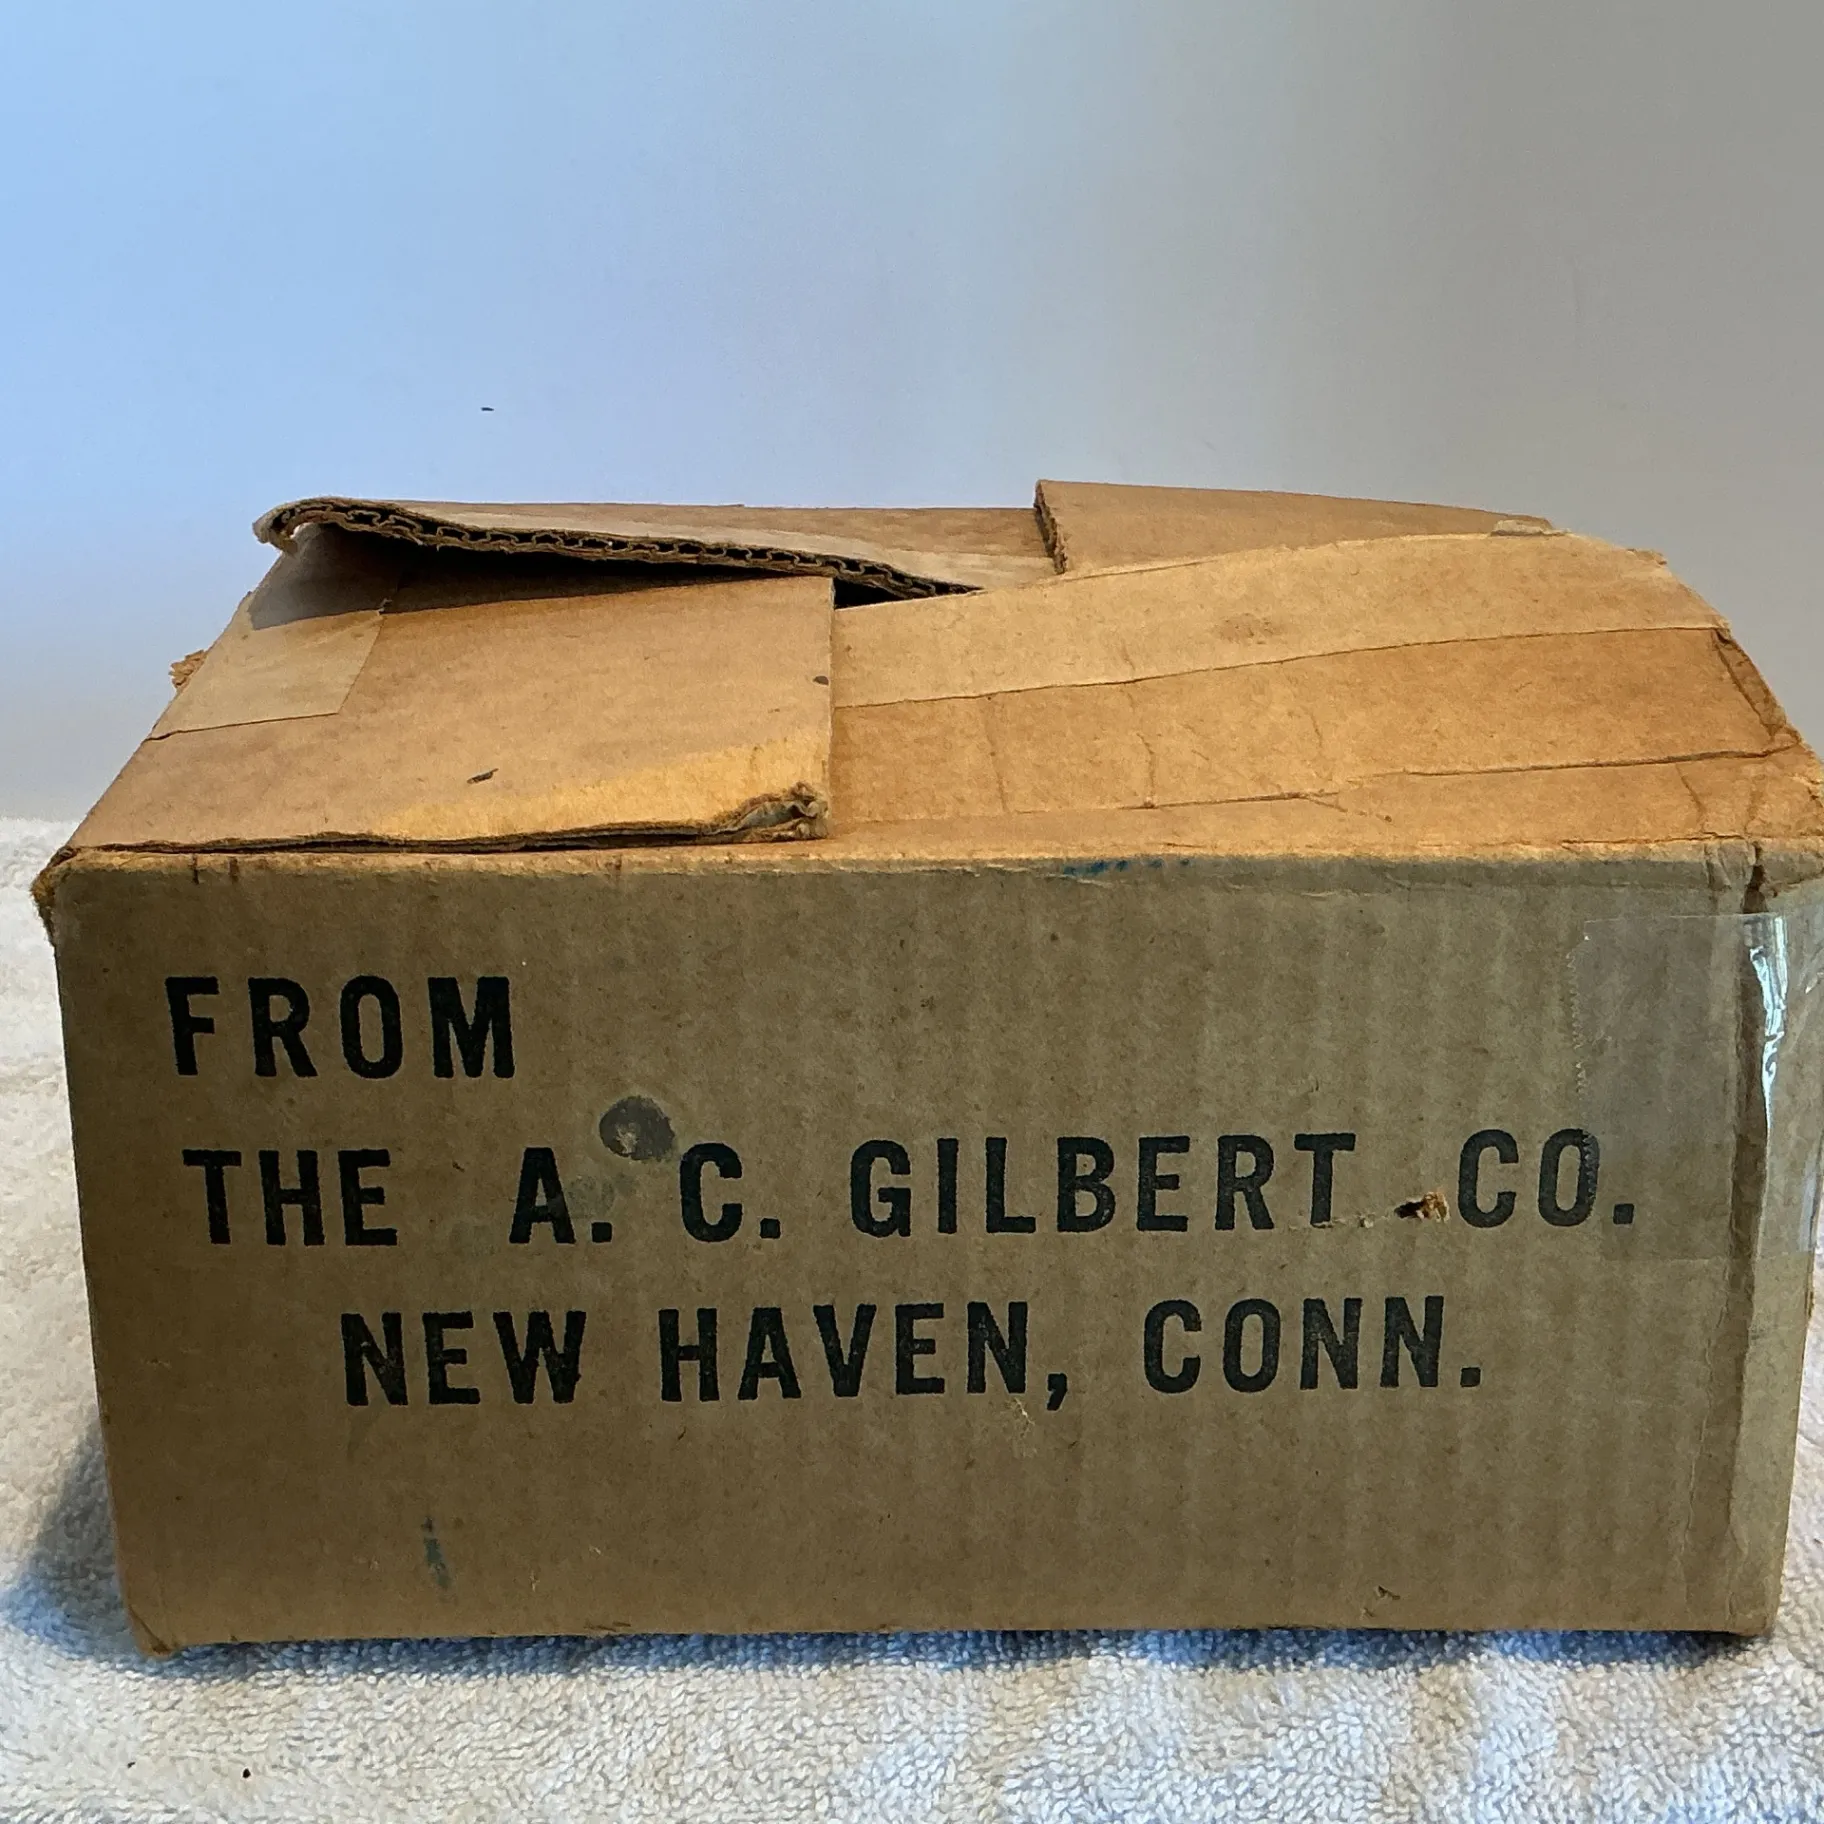 FROM
THE A. C. GILBERT CO.
NEW HAVEN, CONN.